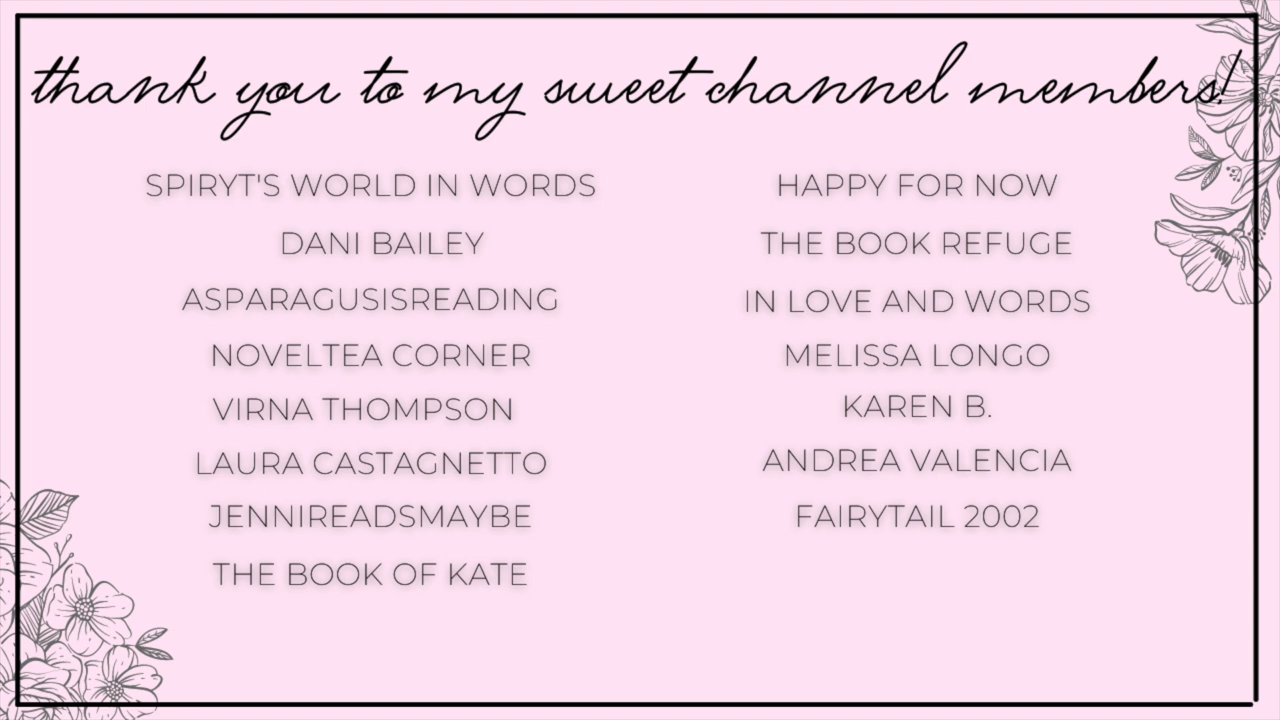 thank you to my sweet channel members!
SPIRYT'S WORLD IN WORDS
DANI BAILEY
ASPARAGUSISREADING
NOVELTEA CORNER
VIRNA THOMPSON
LAURA CASTAGNETTO
JENNIREADSMAYBE
THE BOOK OF KATE
HAPPY FOR NOW
THE BOOK REFUGE
IN LOVE AND WORDS
MELISSA LONGO
KAREN B.
ANDREA VALENCIA
FAIRYTAIL 2002